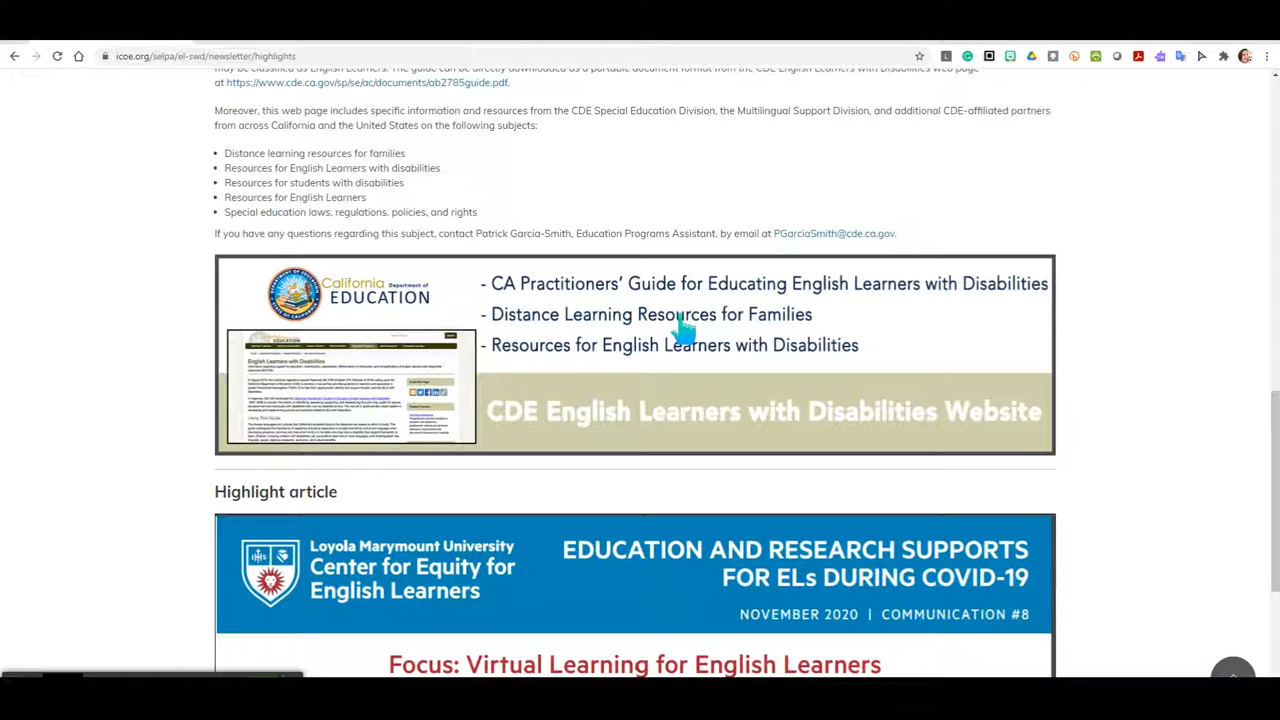 icoe.org/selpa/el-swd/newsletter/highlights
at https://www.cde.ca.gov/sp/se/ac/documents/ab2785guide.pdf.
Moreover, this web page includes specific information and resources from the CDE Special Education Division, the Multilingual Support Division, and additional CDE-affiliated partners
from across California and the United States on the following subjects:
• Distance learning resources for families
• Resources for English Learners with disabilities
• Resources for students with disabilities
• Resources for English Learners
• Special education laws, regulations, policies, and rights
If you have any questions regarding this subject, contact Patrick Garcia-Smith, Education Programs Assistant, by email at PGarciaSmith@cde.ca.gov.
California Department of
EDUCATION
- CA Practitioners' Guide for Educating English Learners with Disabilities
- Distance Learning Resources for Families
- Resources for English Learners with Disabilities
EDUCATION
English Learners with Disabilities
CDE English Learners with Disabilities Website
Highlight article
Loyola Marymount University
Center for Equity for
English Learners
EDUCATION AND RESEARCH SUPPORTS
FOR ELs DURING COVID-19
NOVEMBER 2020 | COMMUNICATION #8
Focus: Virtual Learning for English Learners